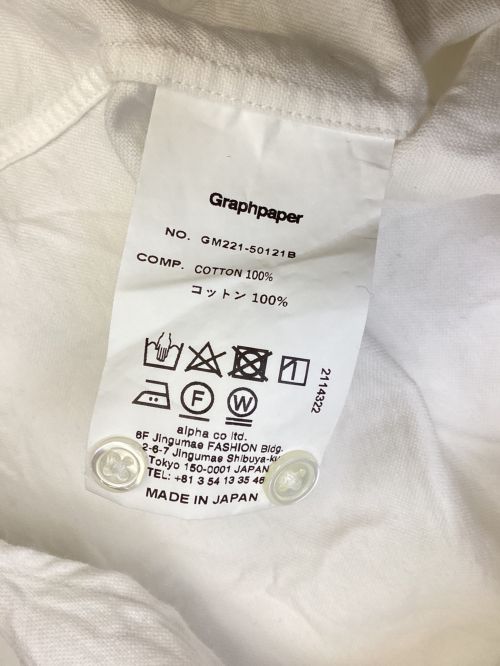 Graphpaper
NO. GM221-50121B
COMP. COTTON 100%
コットン 100%
2114322
F W
alpha co ltd.
6F Jingumae FASHION Bldg.
2-6-7 Jingumae Shibuya-ku
Tokyo 150-0001 JAPAN
TEL: +81 3 54 13 35 46
MADE IN JAPAN